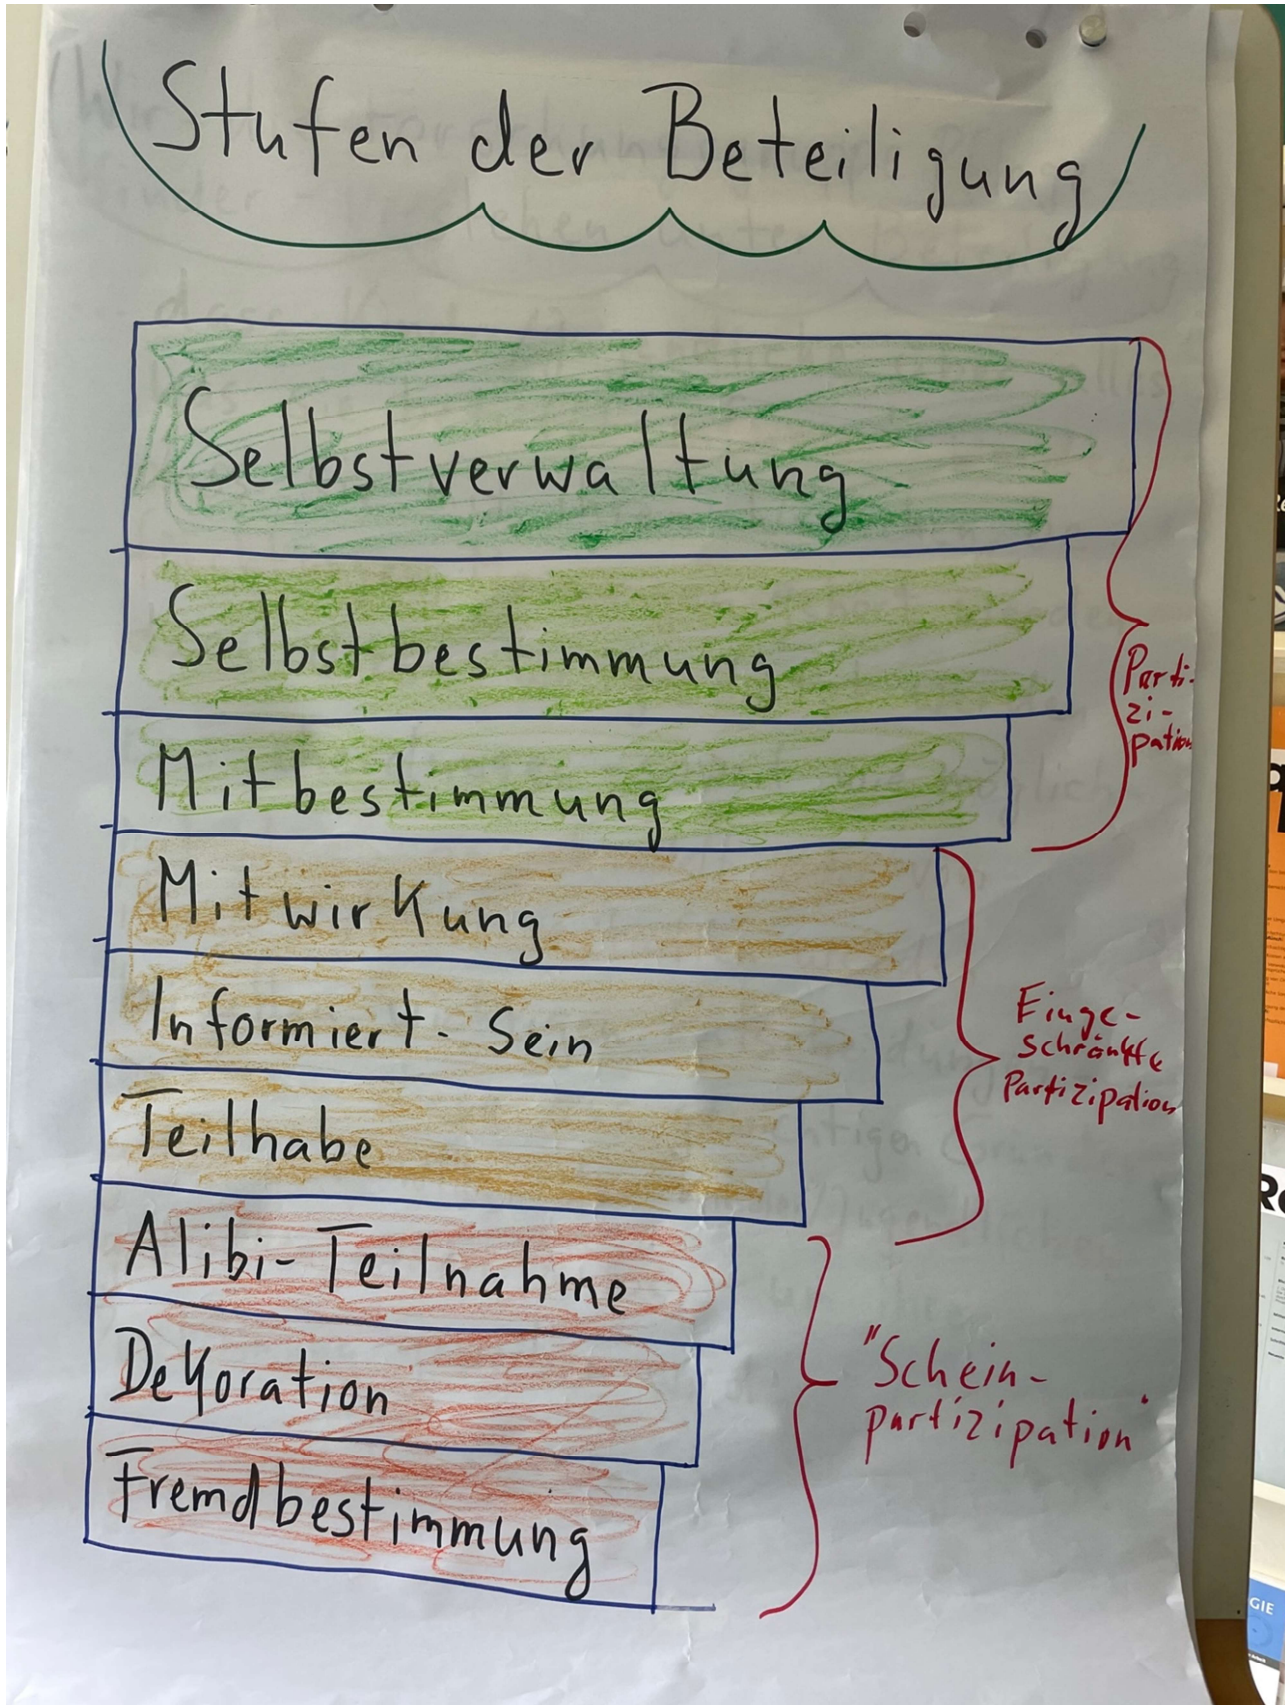 Stufen der Beteiligung
Selbstverwaltung
Selbstbestimmung
Mitbestimmung
Parti-
zi-
pation
Mitwirkung
Informiert-Sein
Teilhabe
Einge-
schränkte
Partizipation
Alibi-Teilnahme
Dekoration
Fremdbestimmung
"Schein-
partizipation"
GIE